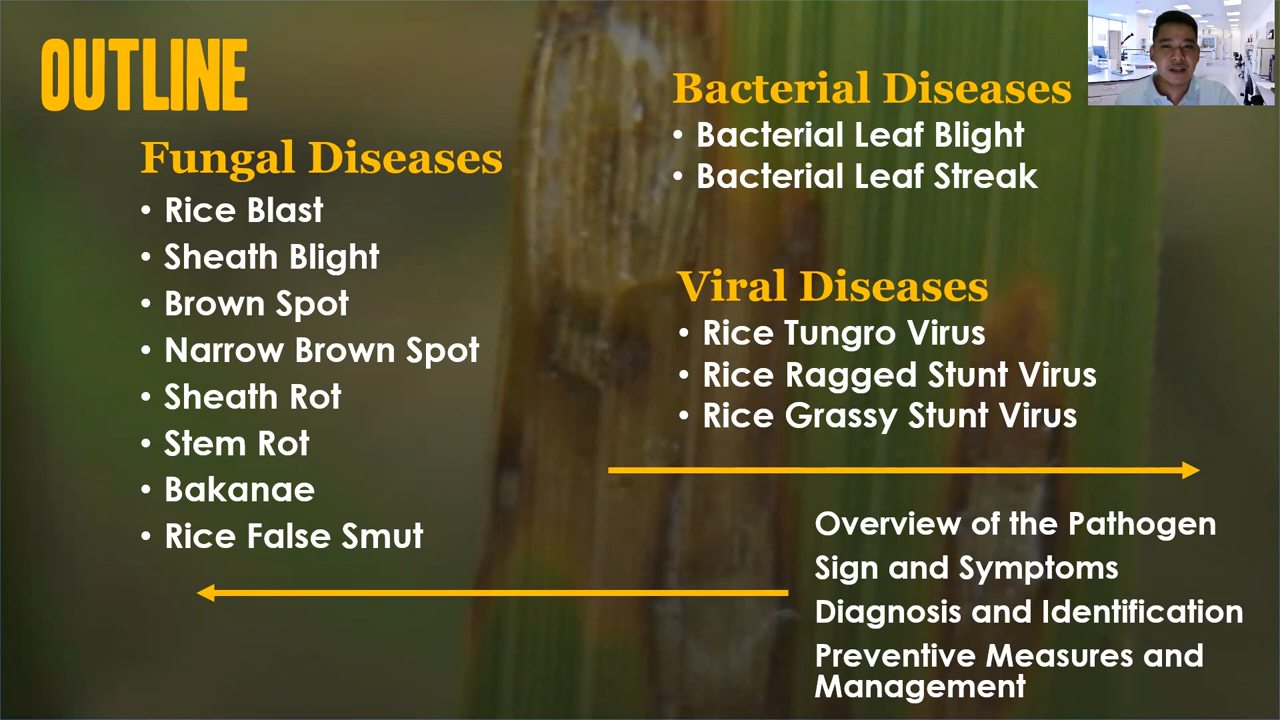 OUTLINE
Fungal Diseases
• Rice Blast
• Sheath Blight
• Brown Spot
• Narrow Brown Spot
• Sheath Rot
• Stem Rot
• Bakanae
• Rice False Smut
Bacterial Diseases
• Bacterial Leaf Blight
• Bacterial Leaf Streak
Viral Diseases
• Rice Tungro Virus
• Rice Ragged Stunt Virus
• Rice Grassy Stunt Virus
Overview of the Pathogen
Sign and Symptoms
Diagnosis and Identification
Preventive Measures and
Management